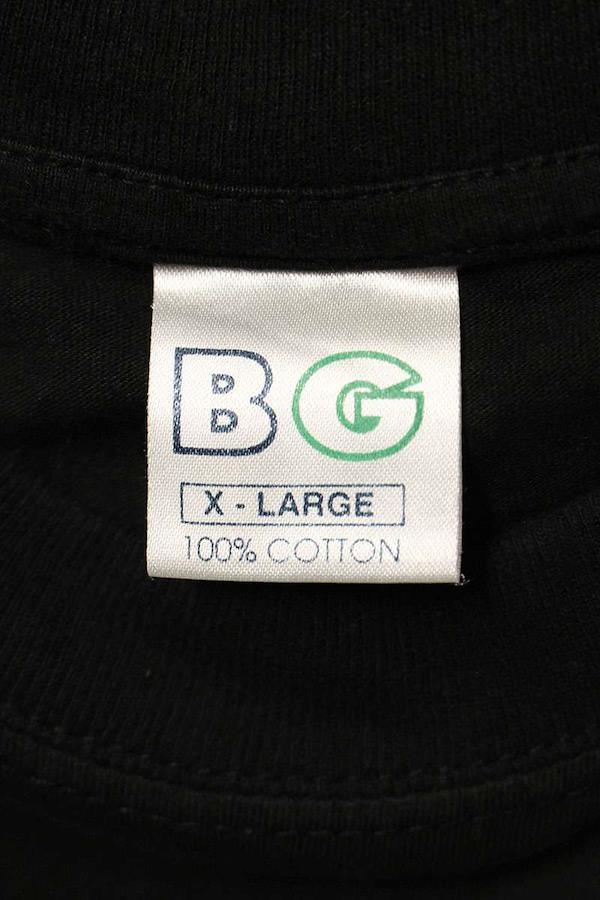 BG
X - LARGE
100% COTTON